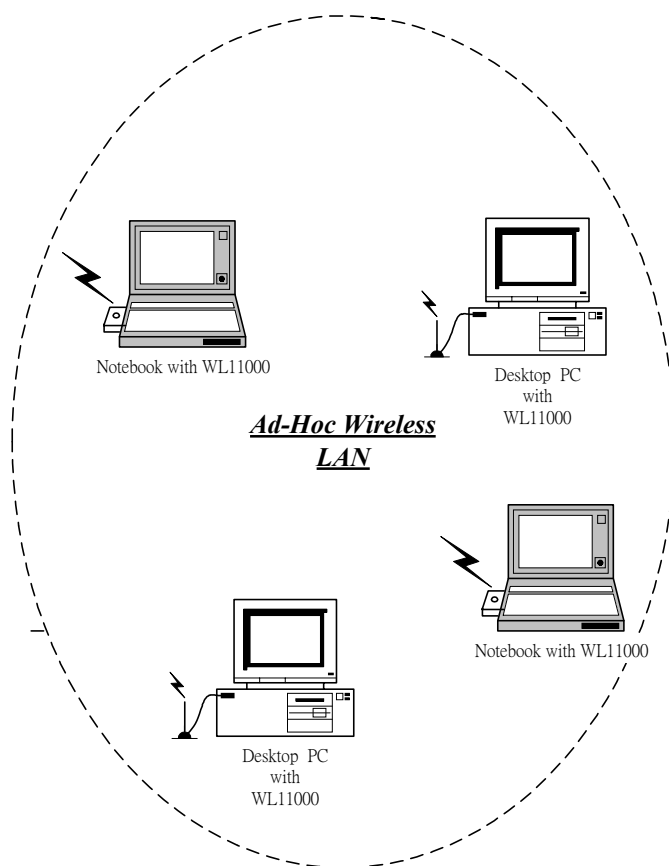 Notebook with WL11000
Desktop PC
with
WL11000
Ad-Hoc Wireless
LAN
Notebook with WL11000
Desktop PC
with
WL11000